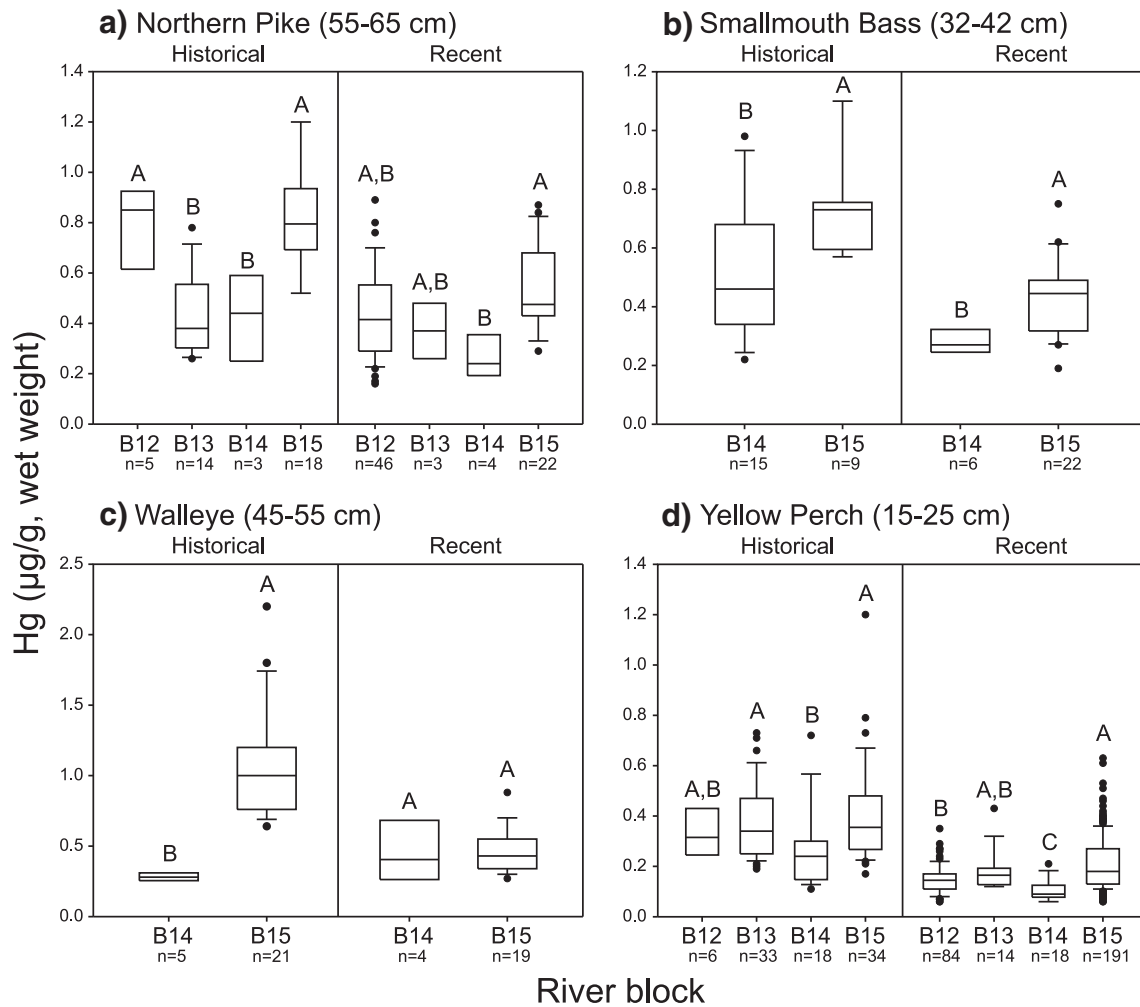 a) Northern Pike (55-65 cm)
Historical Recent
1.4
1.2
1.0
0.8
0.6
0.4
0.2
0.0
A B B A A,B A,B B A
B12 B13 B14 B15 B12 B13 B14 B15
n=5 n=14 n=3 n=18 n=46 n=3 n=4 n=22
b) Smallmouth Bass (32-42 cm)
Historical Recent
1.2
1.0
0.8
0.6
0.4
0.2
0.0
B A B A
B14 B15 B14 B15
n=15 n=9 n=6 n=22
c) Walleye (45-55 cm)
Historical Recent
2.5
2.0
1.5
1.0
0.5
0.0
B A A A
B14 B15 B14 B15
n=5 n=21 n=4 n=19
d) Yellow Perch (15-25 cm)
Historical Recent
1.4
1.2
1.0
0.8
0.6
0.4
0.2
0.0
A,B A B A B A,B C A
B12 B13 B14 B15 B12 B13 B14 B15
n=6 n=33 n=18 n=34 n=84 n=14 n=18 n=191
Hg (µg/g, wet weight)
River block